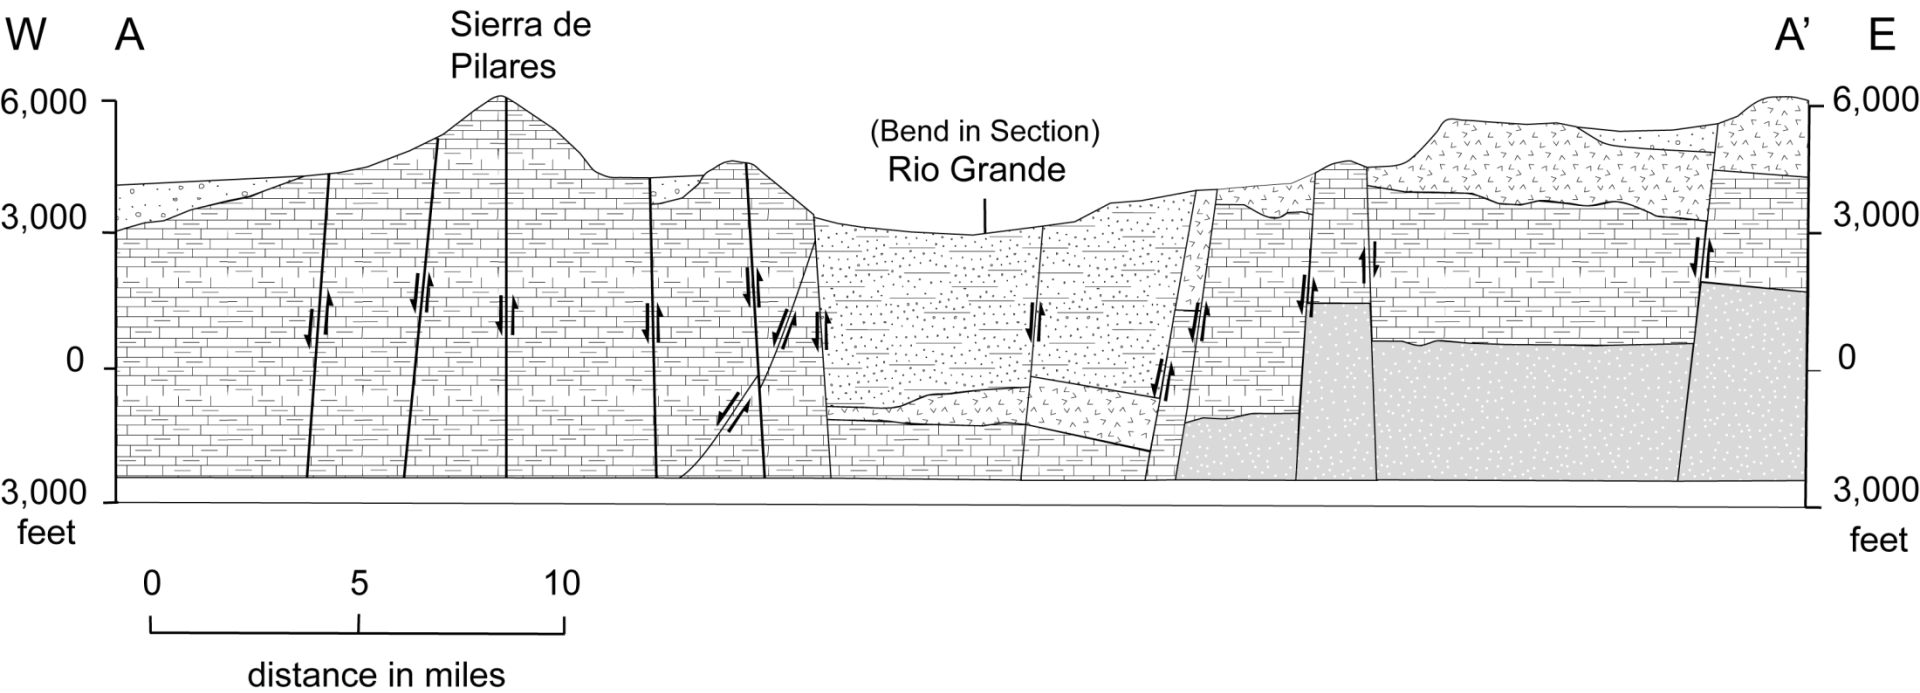 W A
Sierra de
Pilares
A’ E
6,000
3,000
0
3,000
feet
(Bend in Section)
Rio Grande
6,000
3,000
0
3,000
feet
0 5 10
distance in miles